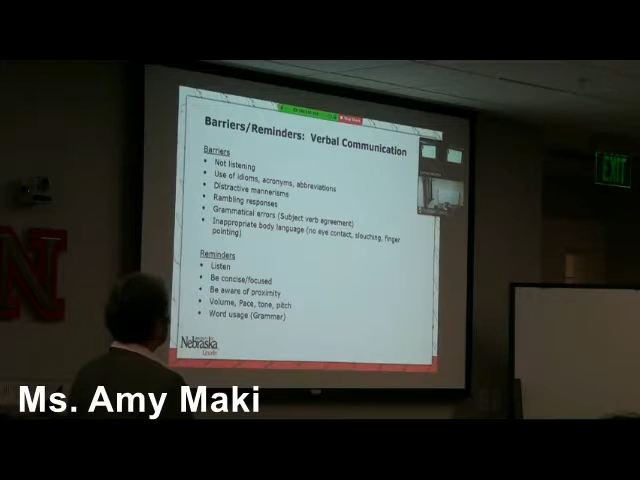 Barriers/Reminders: Verbal Communication
Barriers
• Not listening
• Use of idioms, acronyms, abbreviations
• Distractive mannerisms
• Rambling responses
• Grammatical errors (Subject verb agreement)
• Inappropriate body language (no eye contact, slouching, finger
pointing)
Reminders
• Listen
• Be concise/focused
• Be aware of proximity
• Volume, Pace, tone, pitch
• Word usage (Grammer)
Nebraska
Lincoln
EXIT
N
Ms. Amy Maki